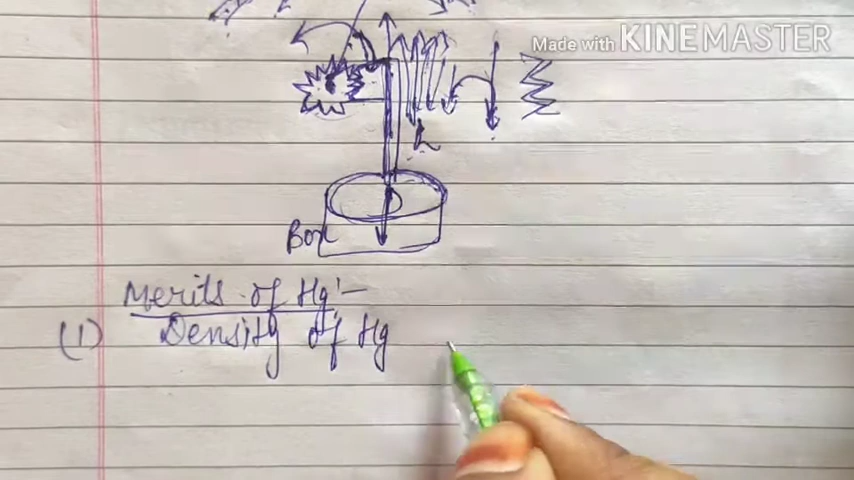 Made with KINEMASTER
h
Box
Merits of Hg:-
(1) Density of Hg